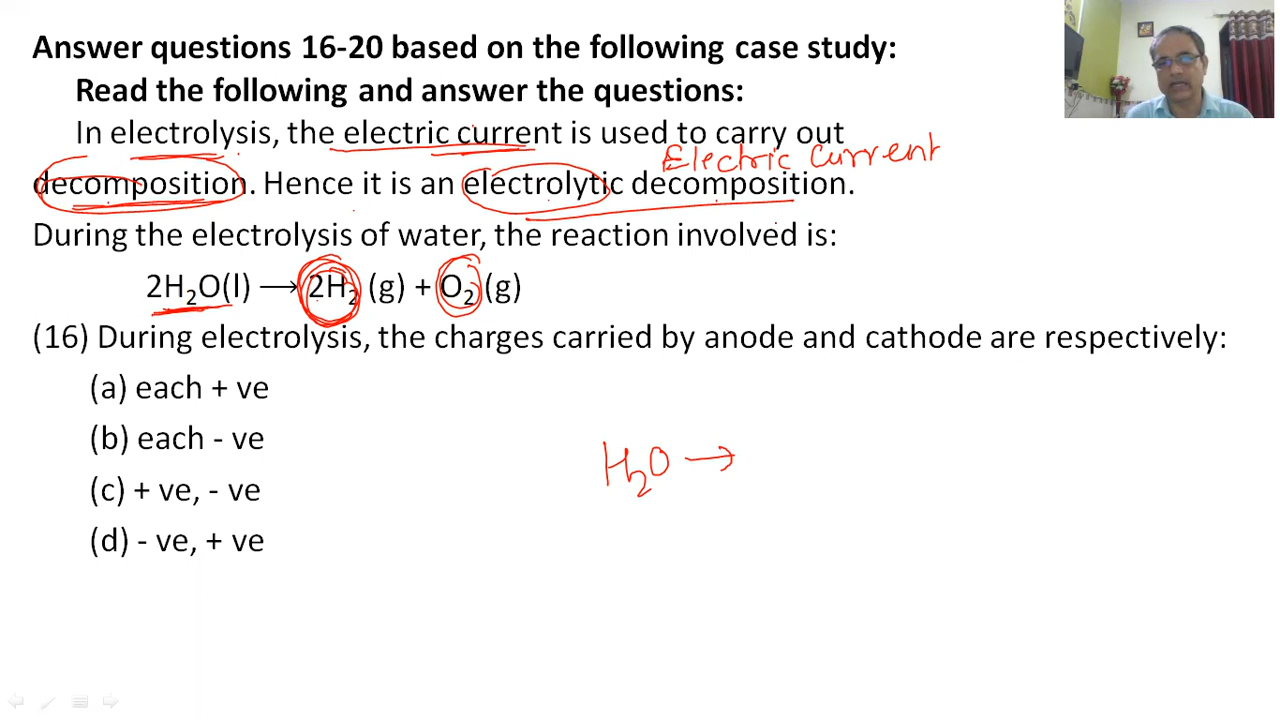 Answer questions 16-20 based on the following case study:
Read the following and answer the questions:
In electrolysis, the electric current is used to carry out
Electric Current
decomposition. Hence it is an electrolytic decomposition.
During the electrolysis of water, the reaction involved is:
2H₂O(l) ⟶ 2H₂ (g) + O₂ (g)
(16) During electrolysis, the charges carried by anode and cathode are respectively:
(a) each + ve
(b) each - ve
H₂O →
(c) + ve, - ve
(d) - ve, + ve